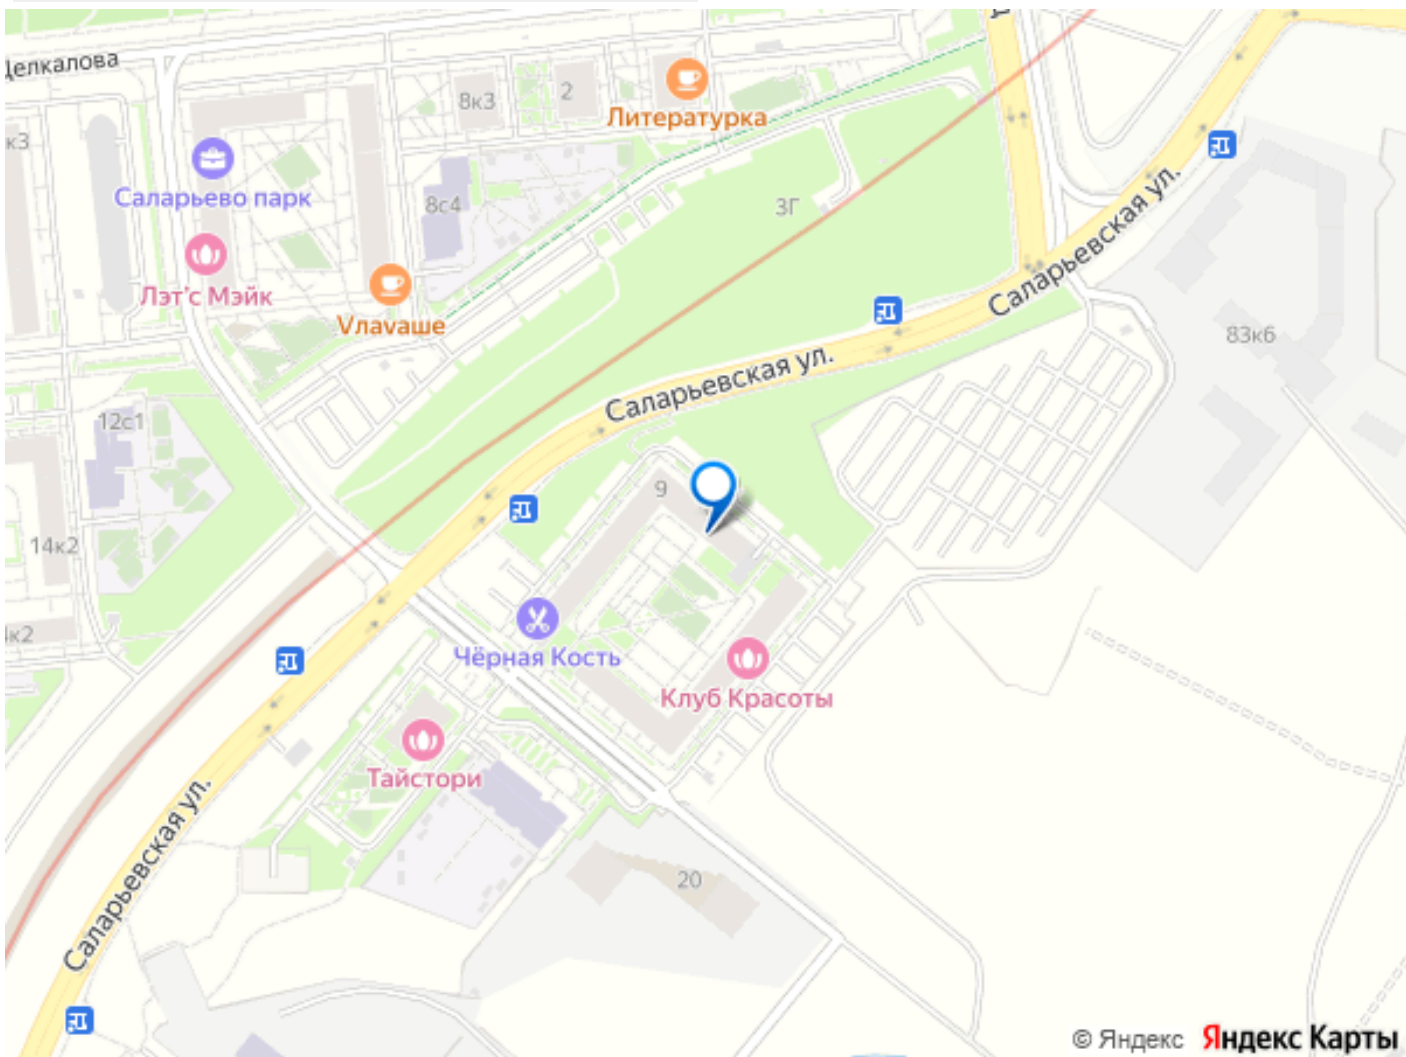 Щелкалова
8к3
2
Литературка
к3
Саларьево парк
8с4
3Г
Саларьевская ул.
Лэт'с Мэйк
Vлаvаше
83к6
Саларьевская ул.
12с1
9
14к2
к2
Чёрная Кость
Клуб Красоты
Тайстори
Саларьевская ул.
20
© Яндекс Яндекс Карты